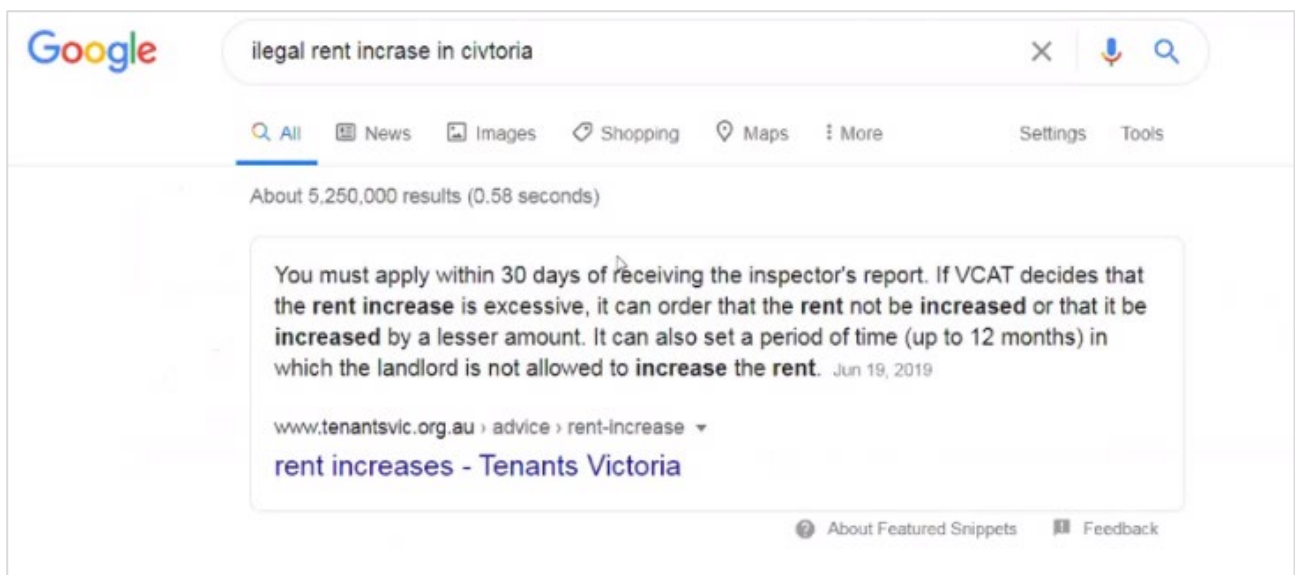 Google
ilegal rent incrase in civtoria
All News Images Shopping Maps More Settings Tools
About 5,250,000 results (0.58 seconds)
You must apply within 30 days of receiving the inspector's report. If VCAT decides that
the rent increase is excessive, it can order that the rent not be increased or that it be
increased by a lesser amount. It can also set a period of time (up to 12 months) in
which the landlord is not allowed to increase the rent. Jun 19, 2019
www.tenantsvic.org.au › advice › rent-increase
rent increases - Tenants Victoria
About Featured Snippets Feedback